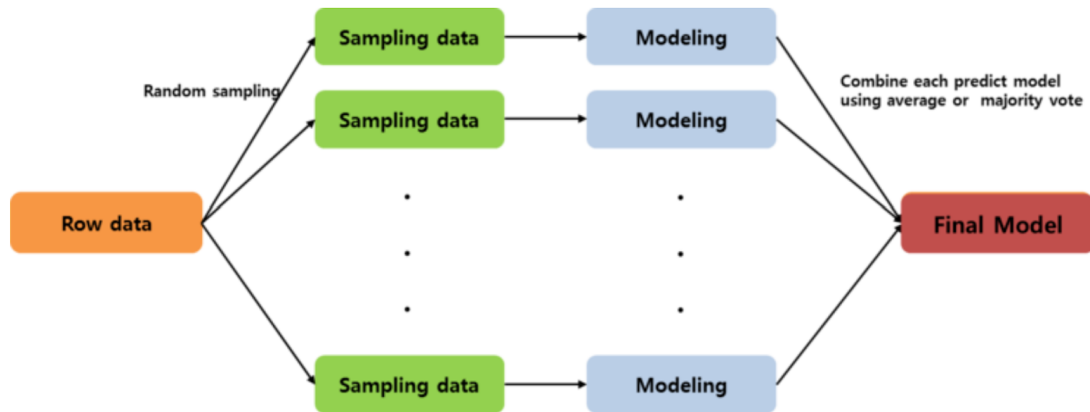 Sampling data
Modeling
Random sampling
Combine each predict model
using average or majority vote
Sampling data
Modeling
Row data
Final Model
Sampling data
Modeling